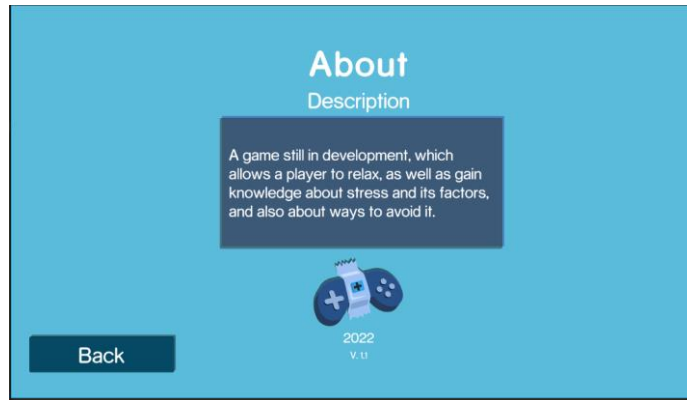 About
Description
A game still in development, which
allows a player to relax, as well as gain
knowledge about stress and its factors,
and also about ways to avoid it.
2022
V. 1.1
Back